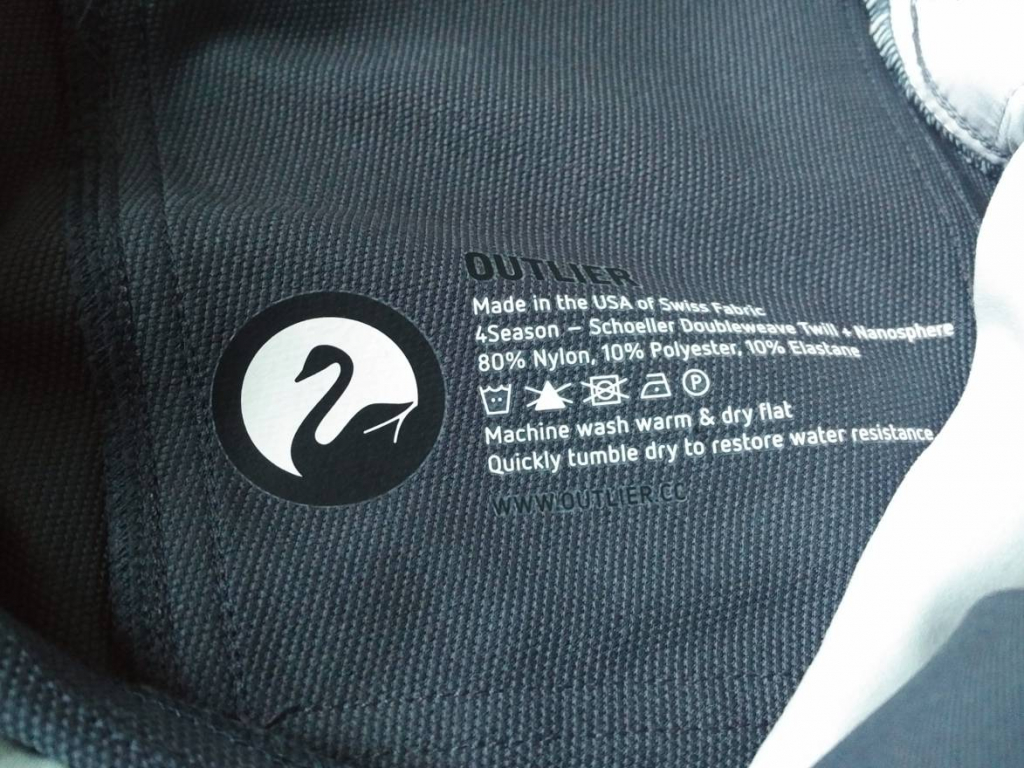 OUTLIER
Made in the USA of Swiss Fabric
4Season – Schoeller Doubleweave Twill + Nanosphere
80% Nylon, 10% Polyester, 10% Elastane
P
Machine wash warm & dry flat
Quickly tumble dry to restore water resistance
WWW.OUTLIER.CC